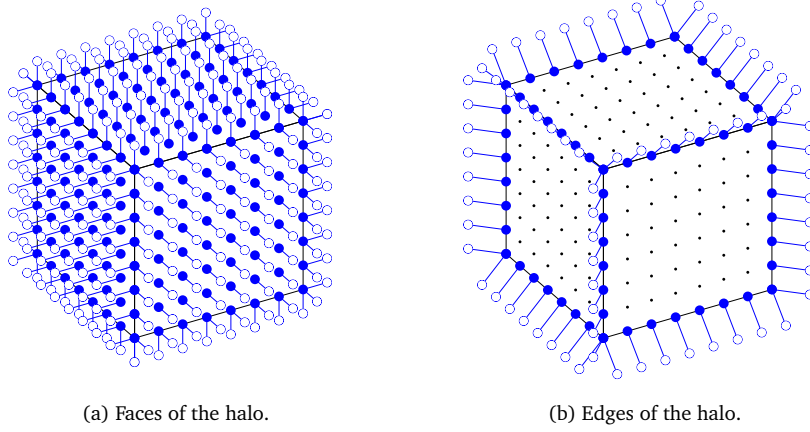 (a) Faces of the halo.
(b) Edges of the halo.